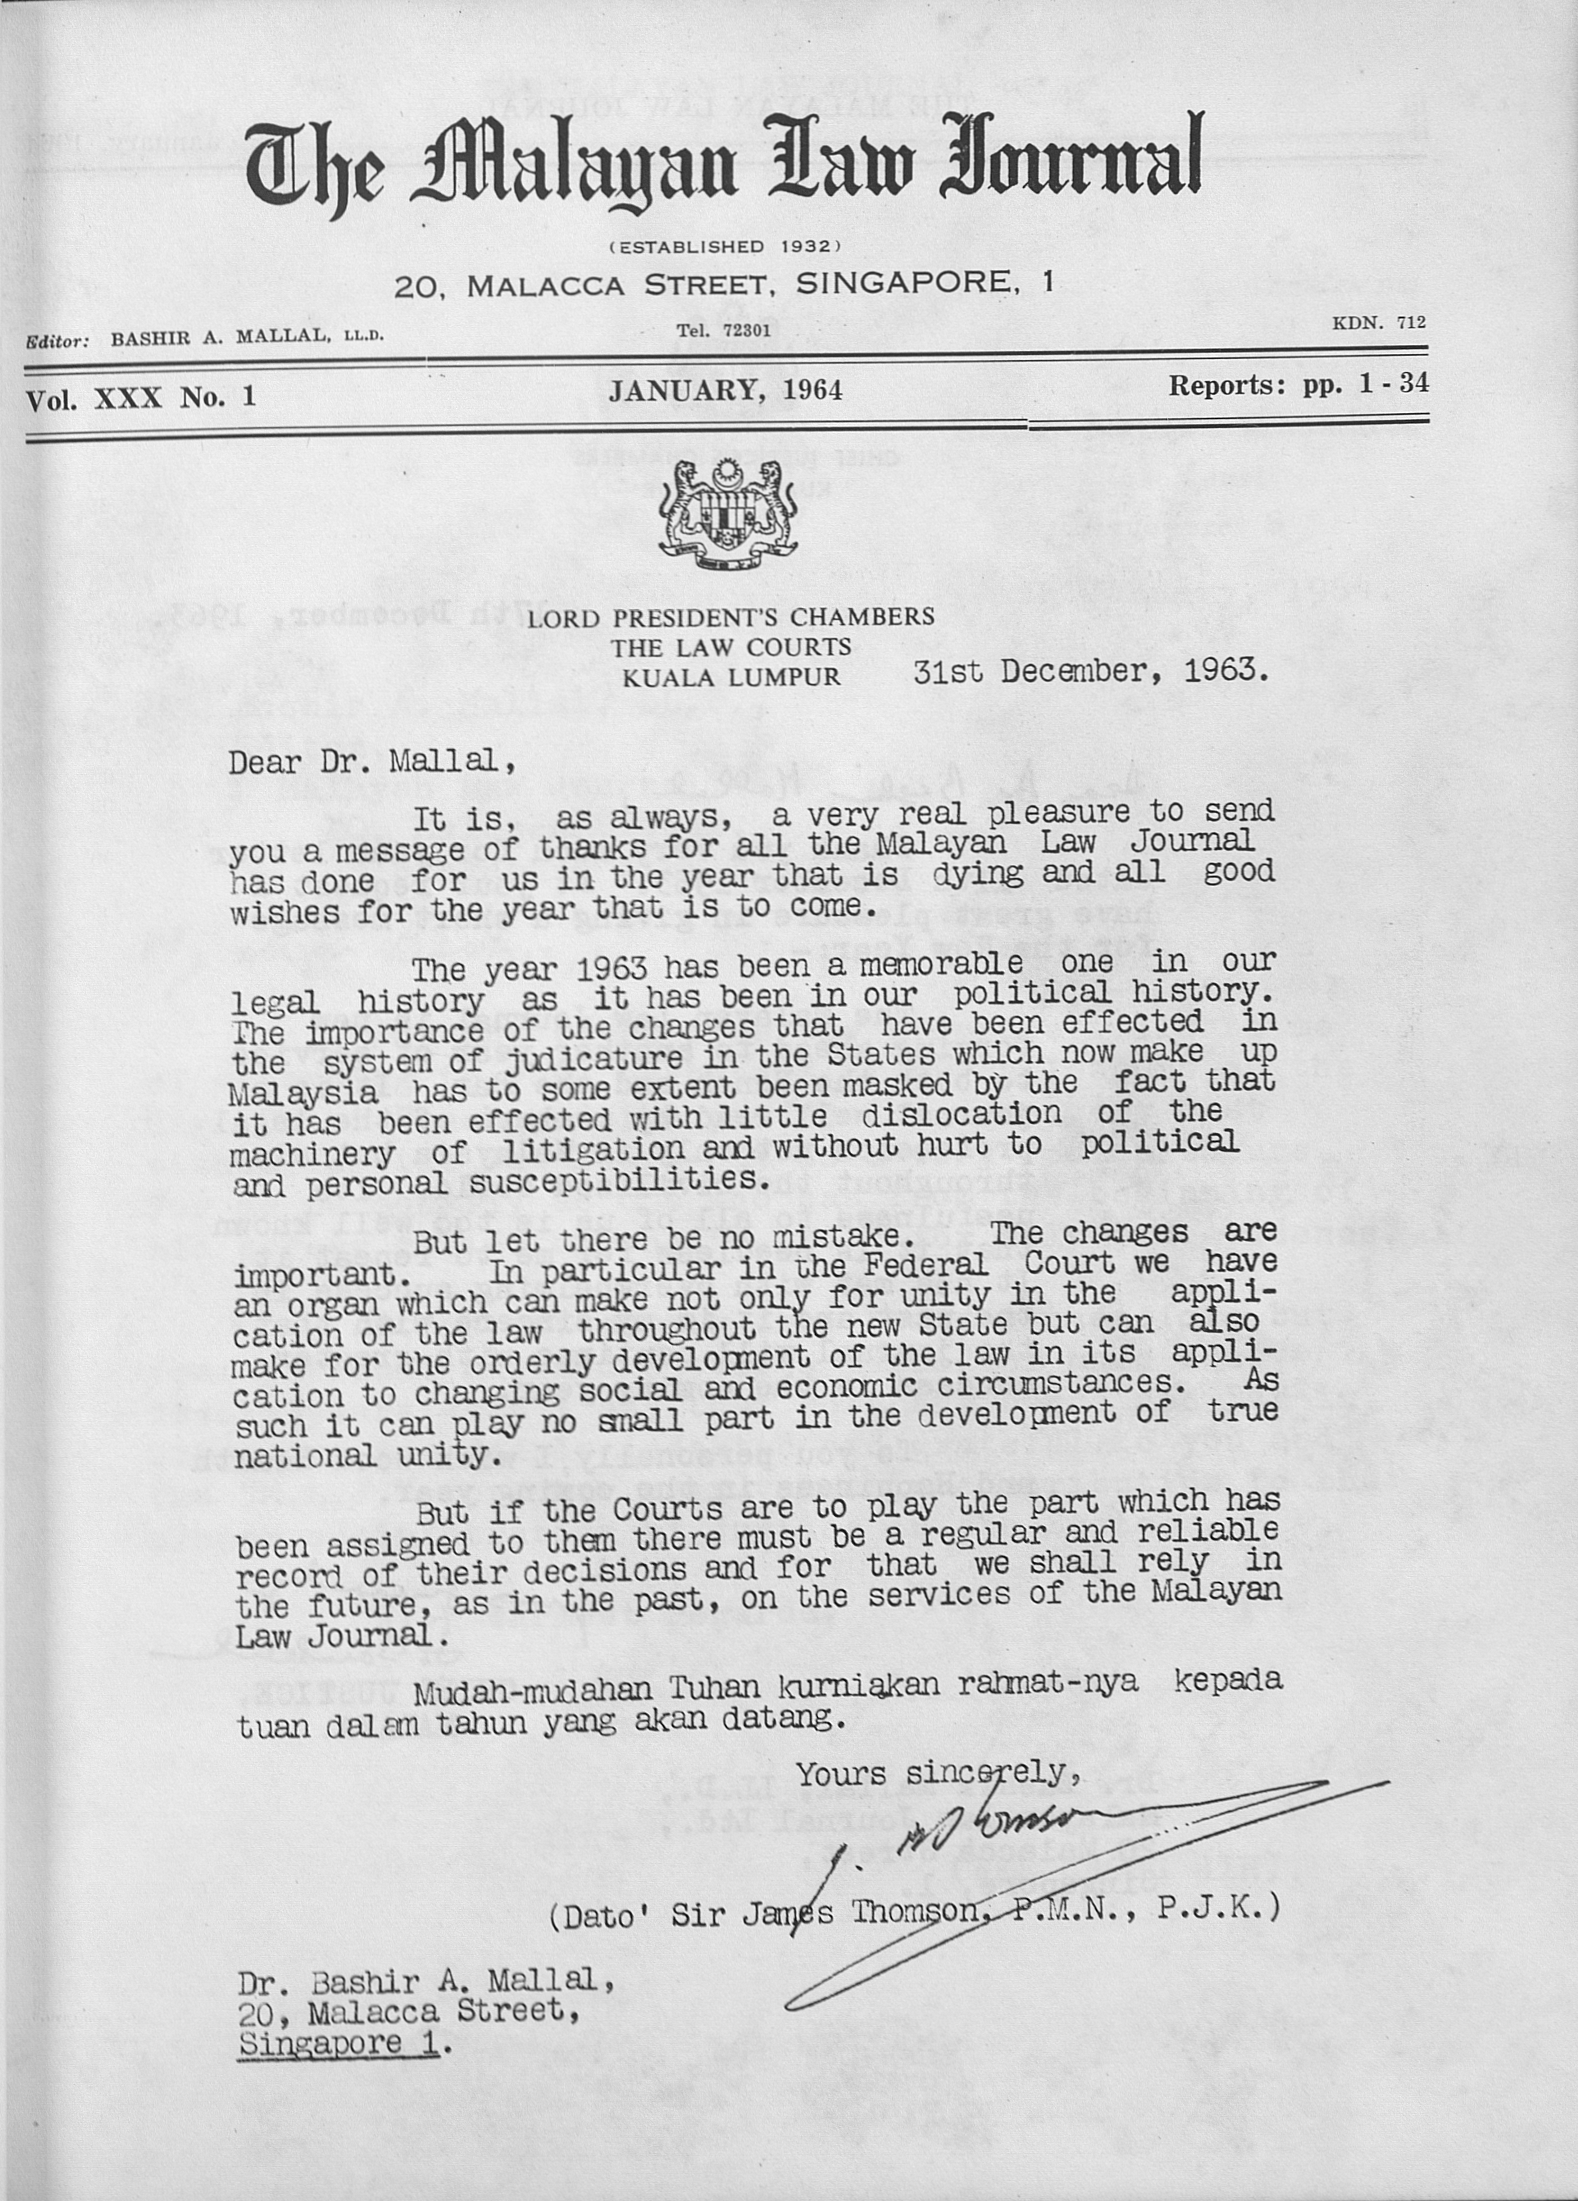 The Malayan Law Journal
(ESTABLISHED 1932)
20, MALACCA STREET, SINGAPORE, 1
Editor: BASHIR A. MALLAL, LL.D.
Tel. 72301
KDN. 712
Vol. XXX No. 1
JANUARY, 1964
Reports: pp. 1 - 34
LORD PRESIDENT'S CHAMBERS
THE LAW COURTS
KUALA LUMPUR
31st December, 1963.
Dear Dr. Mallal,
It is, as always, a very real pleasure to send
you a message of thanks for all the Malayan Law Journal
has done for us in the year that is dying and all good
wishes for the year that is to come.
The year 1963 has been a memorable one in our
legal history as it has been in our political history.
The importance of the changes that have been effected in
the system of judicature in the States which now make up
Malaysia has to some extent been masked by the fact that
it has been effected with little dislocation of the
machinery of litigation and without hurt to political
and personal susceptibilities.
But let there be no mistake. The changes are
important. In particular in the Federal Court we have
an organ which can make not only for unity in the appli-
cation of the law throughout the new State but can also
make for the orderly development of the law in its appli-
cation to changing social and economic circumstances. As
such it can play no small part in the development of true
national unity.
But if the Courts are to play the part which has
been assigned to them there must be a regular and reliable
record of their decisions and for that we shall rely in
the future, as in the past, on the services of the Malayan
Law Journal.
Mudah-mudahan Tuhan kurniakan rahmat-nya kepada
tuan dalam tahun yang akan datang.
Yours sincerely,
J. Thomson
(Dato' Sir James Thomson, P.M.N., P.J.K.)
Dr. Bashir A. Mallal,
20, Malacca Street,
Singapore 1.